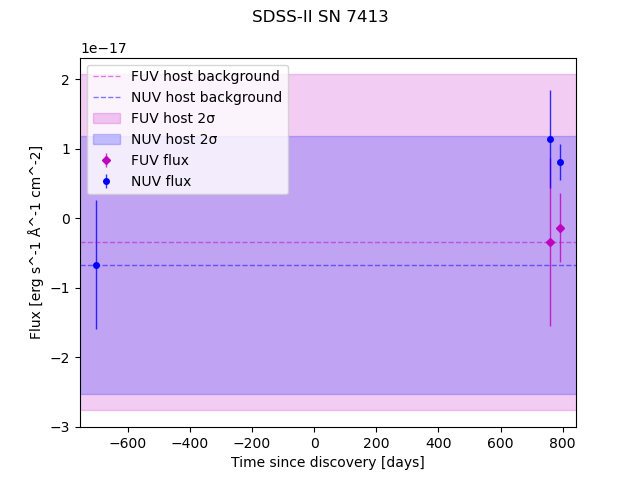 SDSS-II SN 7413
1e−17
FUV host background
NUV host background
FUV host 2σ
NUV host 2σ
FUV flux
NUV flux
2
1
0
−1
−2
−3
Flux [erg s^-1 Å^-1 cm^-2]
−600 −400 −200 0 200 400 600 800
Time since discovery [days]